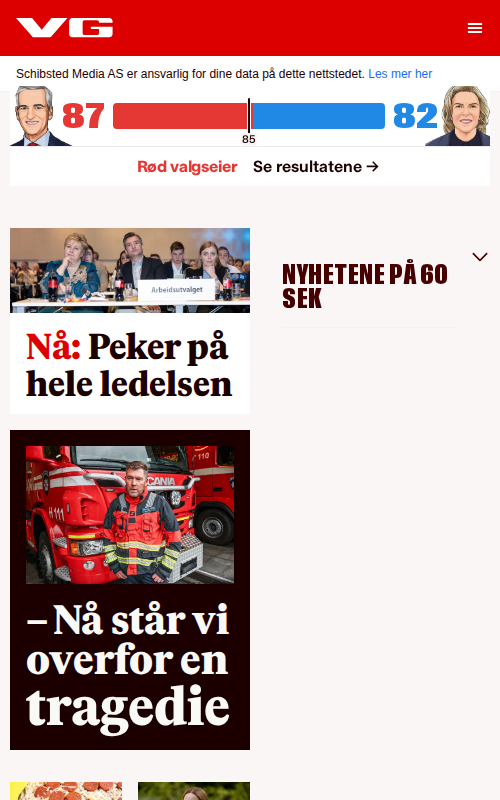 VG
Schibsted Media AS er ansvarlig for dine data på dette nettstedet. Les mer her
87
82
85
Rød valgseier Se resultatene →
Arbeidsutvalget
Nå: Peker på
hele ledelsen
NYHETENE PÅ 60
SEK
110
SCANIA
H 111
– Nå står vi
overfor en
tragedie